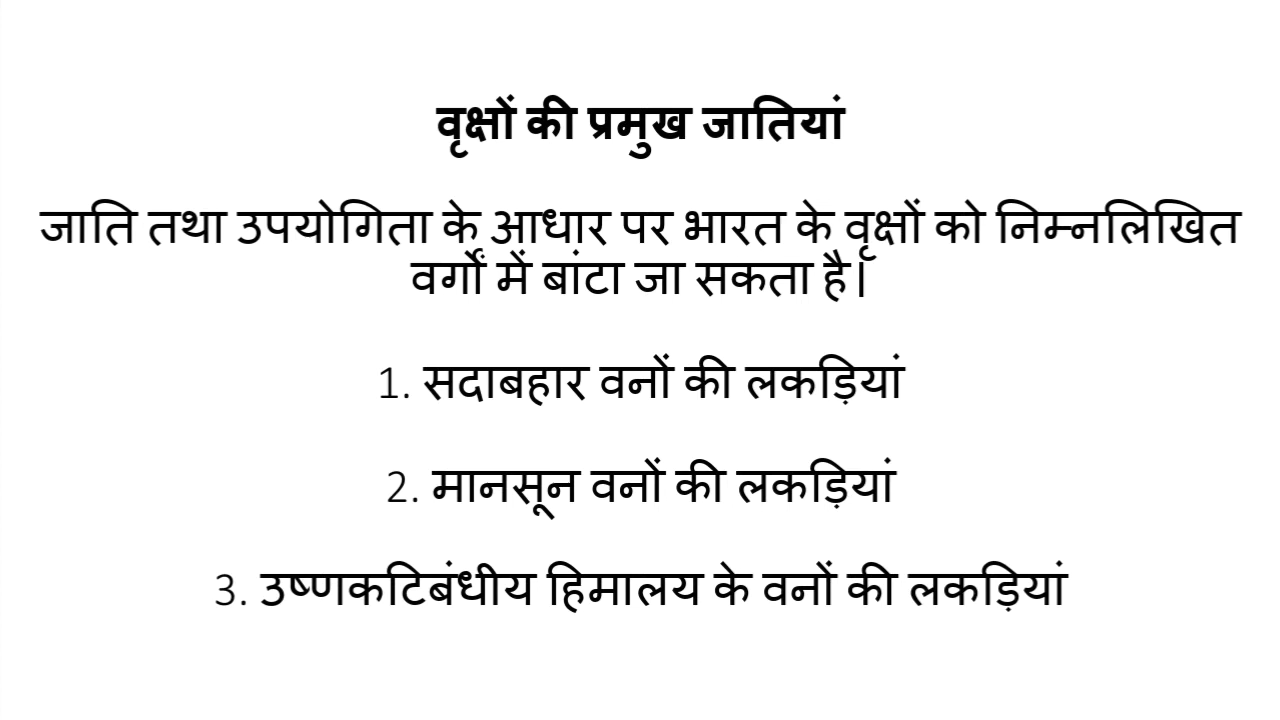 वृक्षों की प्रमुख जातियां
जाति तथा उपयोगिता के आधार पर भारत के वृक्षों को निम्नलिखित
वर्गों में बांटा जा सकता है|
1. सदाबहार वनों की लकड़ियां
2. मानसून वनों की लकड़ियां
3. उष्णकटिबंधीय हिमालय के वनों की लकड़ियां